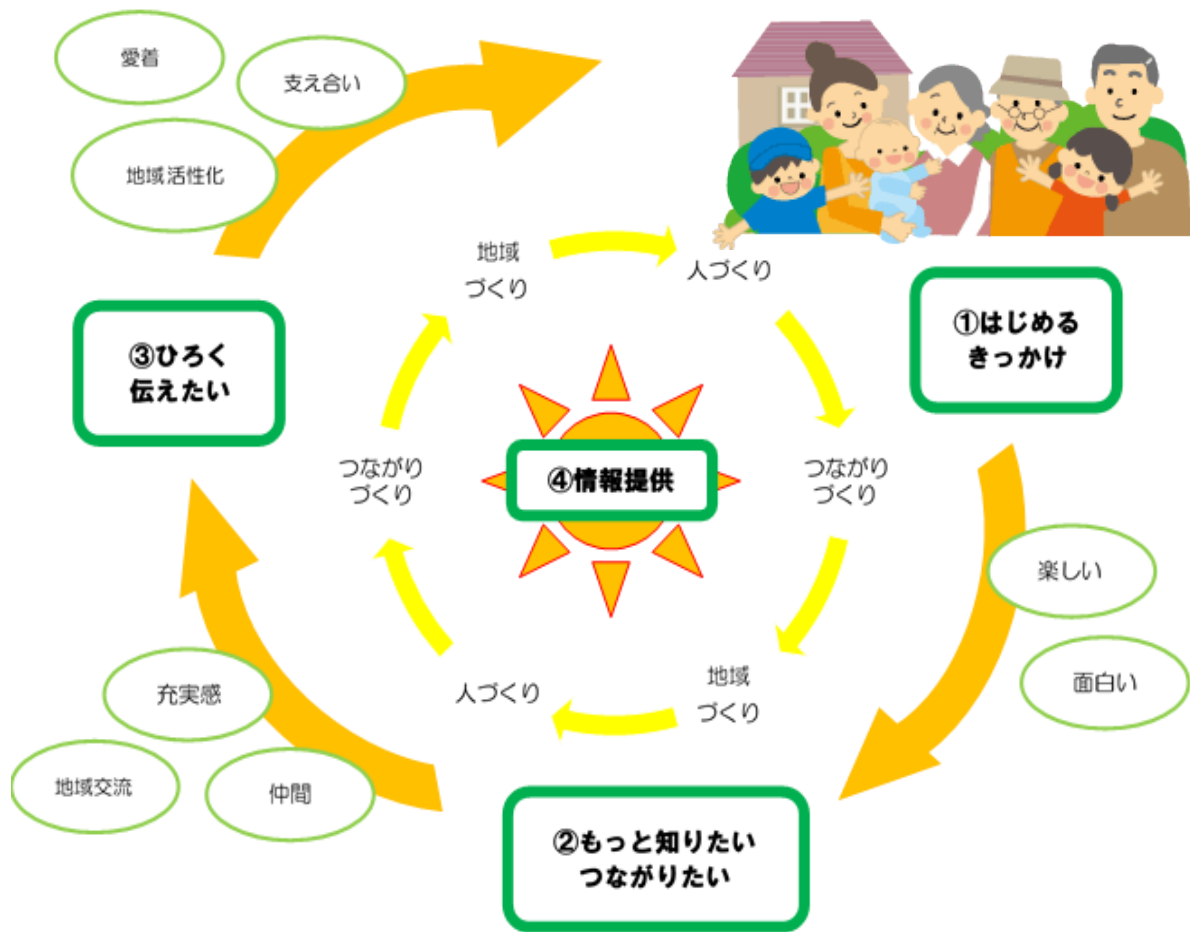 愛着
支え合い
地域活性化
地域
づくり
人づくり
①はじめる
きっかけ
③ひろく
伝えたい
つながり
づくり
④情報提供
つながり
づくり
楽しい
面白い
人づくり
地域
づくり
充実感
地域交流
仲間
②もっと知りたい
つながりたい